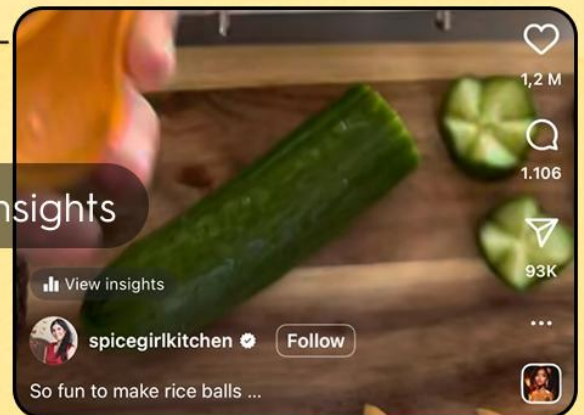 1,2 M
1.106
nsights
93K
View insights
spicegirlkitchen Follow
So fun to make rice balls ...